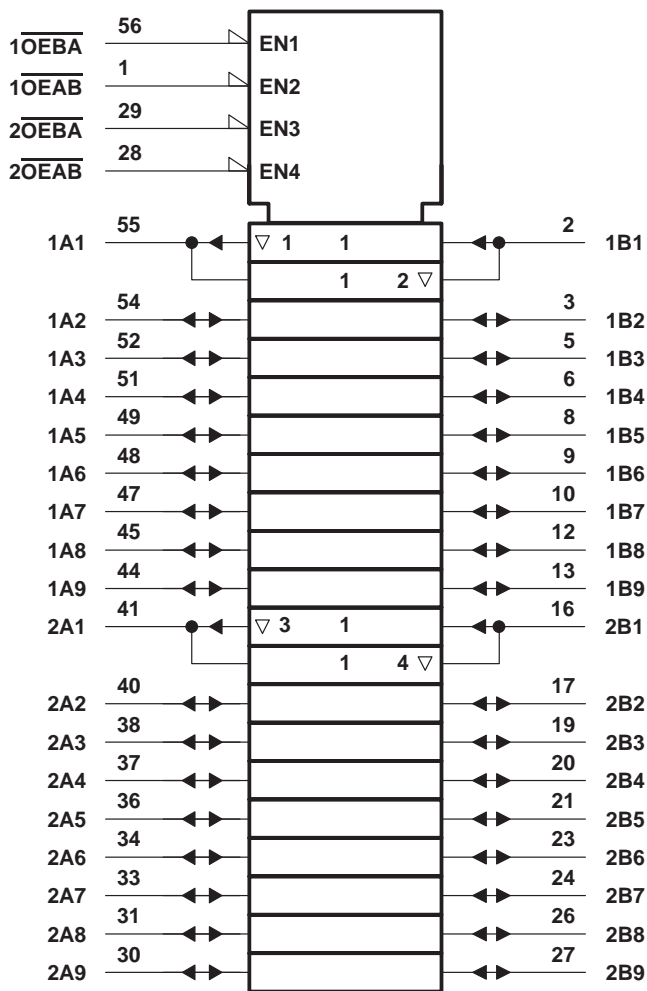 56
1OEBA EN1
1
1OEAB EN2
29
2OEBA EN3
28
2OEAB EN4
55 2
1A1 ▽ 1 1 1B1
1 2 ▽
54 3
1A2 1B2
52 5
1A3 1B3
51 6
1A4 1B4
49 8
1A5 1B5
48 9
1A6 1B6
47 10
1A7 1B7
45 12
1A8 1B8
44 13
1A9 1B9
41 16
2A1 ▽ 3 1 2B1
1 4 ▽
40 17
2A2 2B2
38 19
2A3 2B3
37 20
2A4 2B4
36 21
2A5 2B5
34 23
2A6 2B6
33 24
2A7 2B7
31 26
2A8 2B8
30 27
2A9 2B9